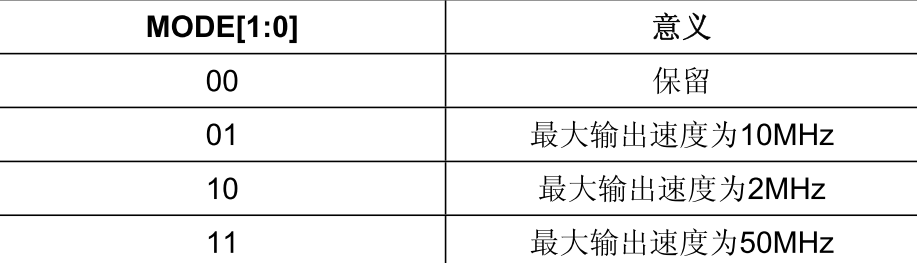 MODE[1:0] 意义
00 保留
01 最大输出速度为10MHz
10 最大输出速度为2MHz
11 最大输出速度为50MHz